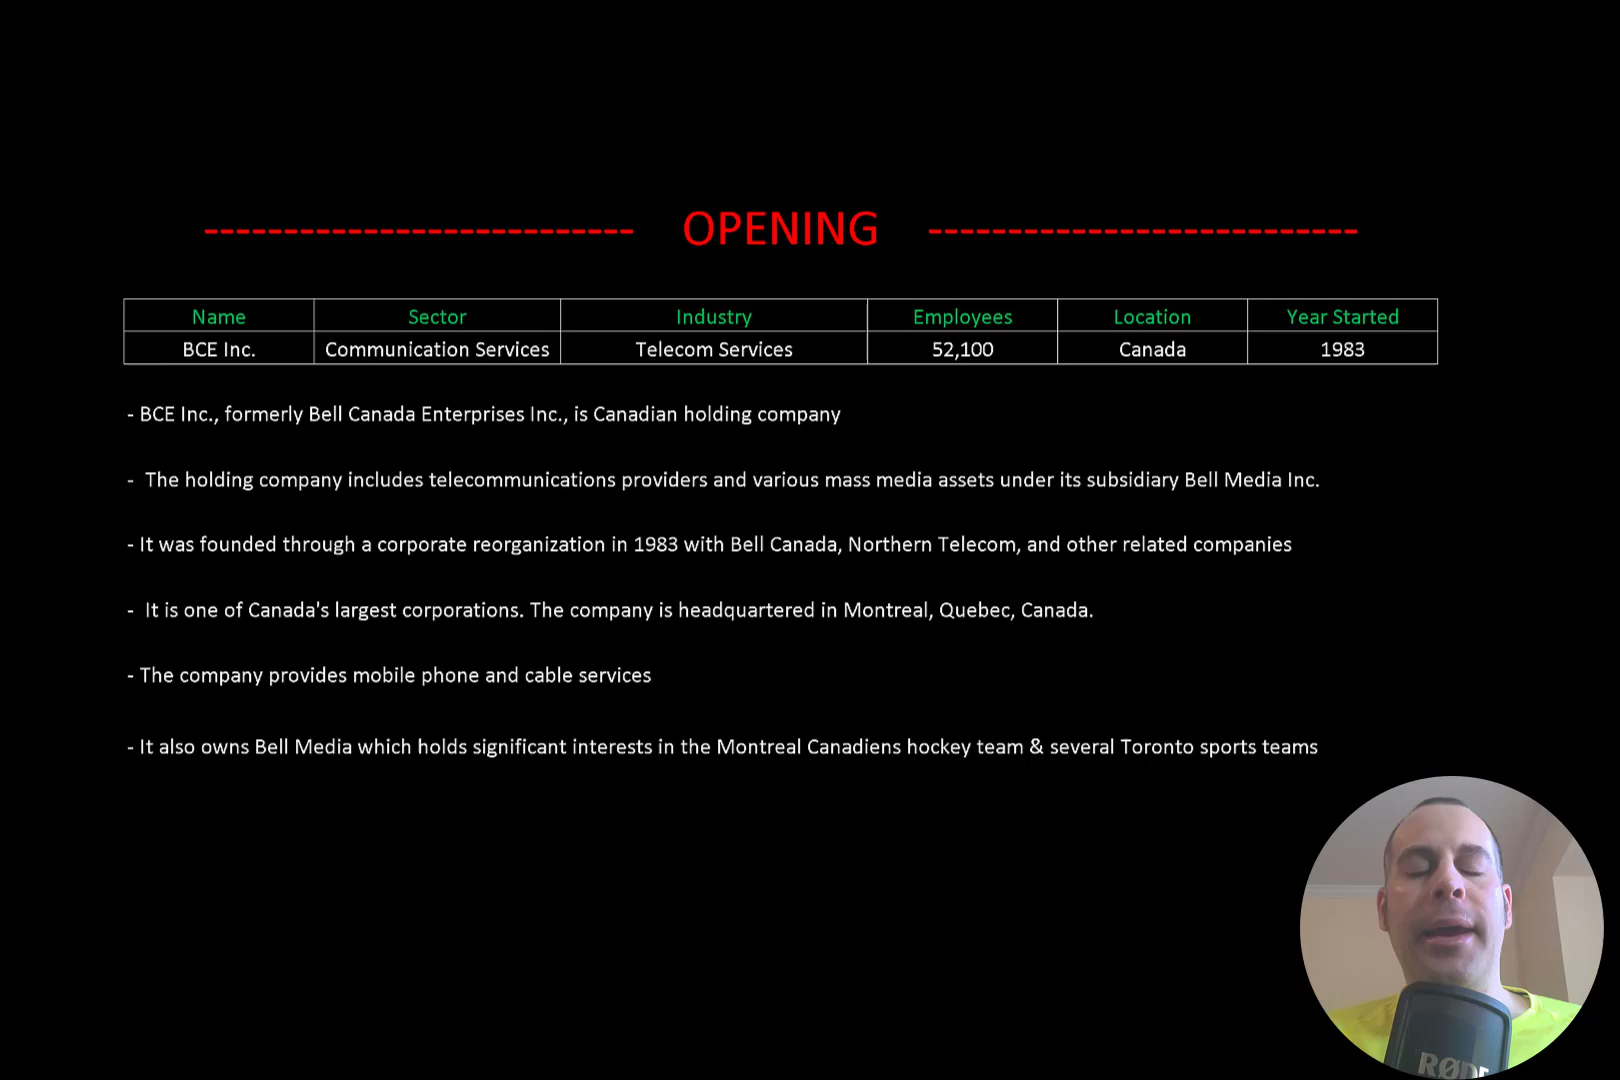 --------------------------- OPENING ---------------------------
Name Sector Industry Employees Location Year Started
BCE Inc. Communication Services Telecom Services 52,100 Canada 1983
- BCE Inc., formerly Bell Canada Enterprises Inc., is Canadian holding company
- The holding company includes telecommunications providers and various mass media assets under its subsidiary Bell Media Inc.
- It was founded through a corporate reorganization in 1983 with Bell Canada, Northern Telecom, and other related companies
- It is one of Canada's largest corporations. The company is headquartered in Montreal, Quebec, Canada.
- The company provides mobile phone and cable services
- It also owns Bell Media which holds significant interests in the Montreal Canadiens hockey team & several Toronto sports teams
RØDE